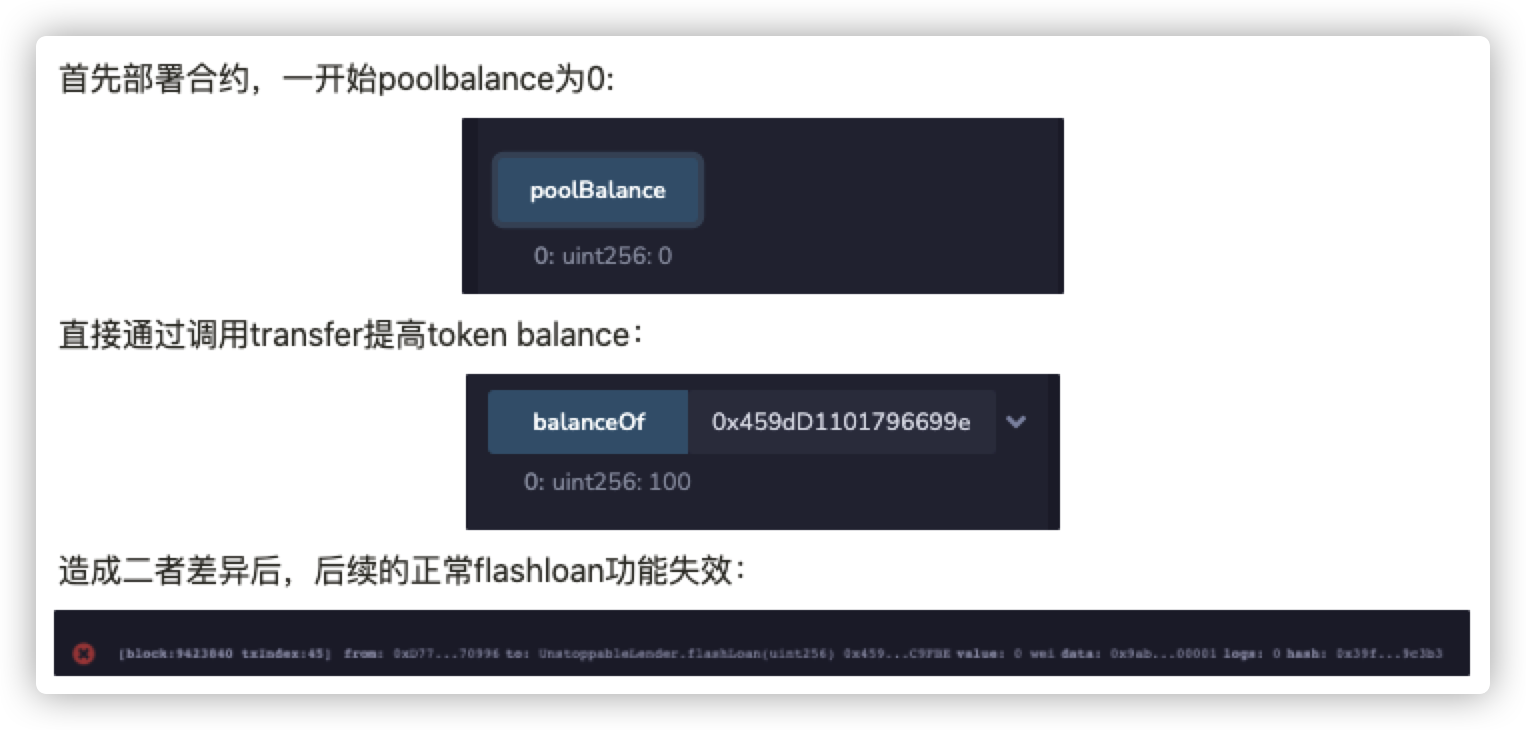 首先部署合约，一开始poolbalance为0:
poolBalance
0: uint256: 0
直接通过调用transfer提高token balance：
balanceOf 0x459dD1101796699e
0: uint256: 100
造成二者差异后，后续的正常flashloan功能失效：
[block:9423840 txIndex:45] from: 0xD77...70996 to: UnstoppableLender.flashLoan(uint256) 0x459...C9FBE value: 0 wei data: 0x9ab...00001 logs: 0 hash: 0x39f...9c3b3